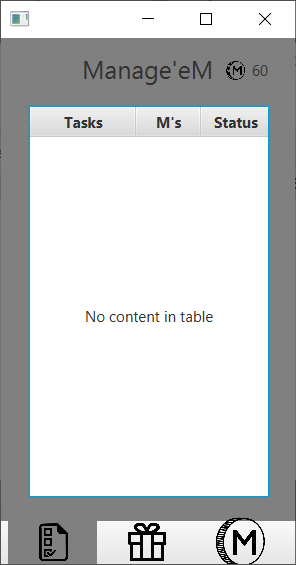 Manage'eM M 60
Tasks M's Status
No content in table
M